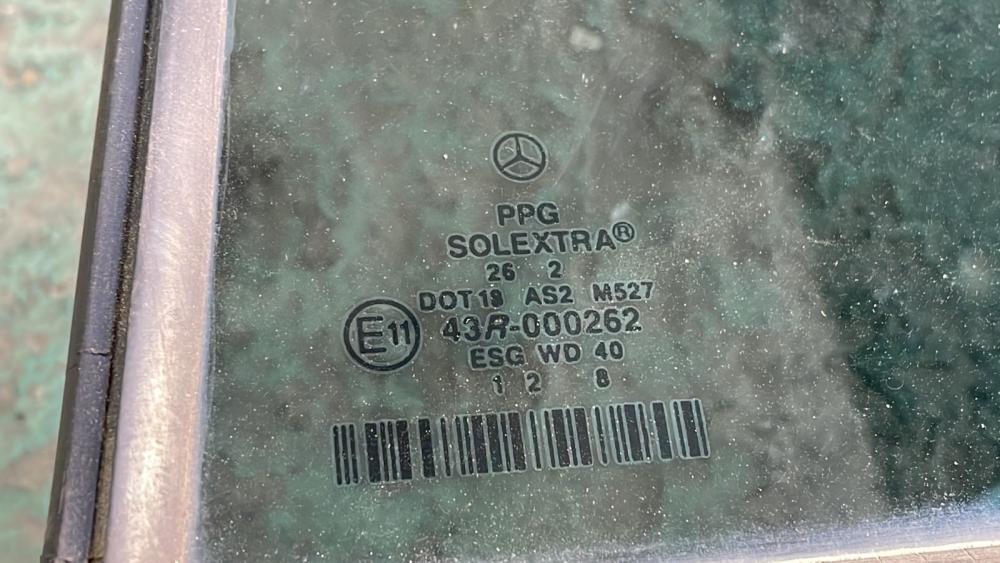 PPG
SOLEXTRA®
26 2
DOT 18 AS2 M527
E11 43R-000262
ESG WD 40
1 2 8